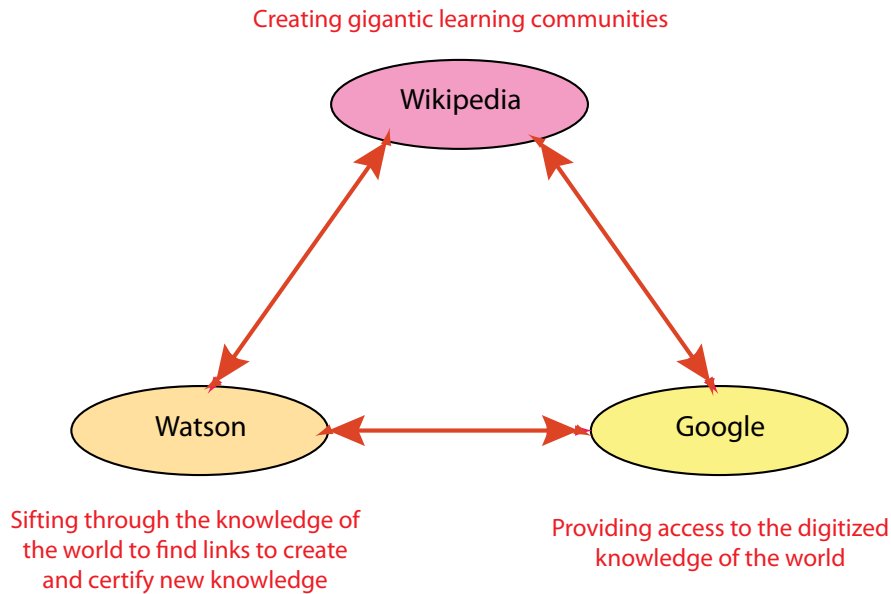 Creating gigantic learning communities
Wikipedia
Watson
Google
Sifting through the knowledge of
the world to find links to create
and certify new knowledge
Providing access to the digitized
knowledge of the world